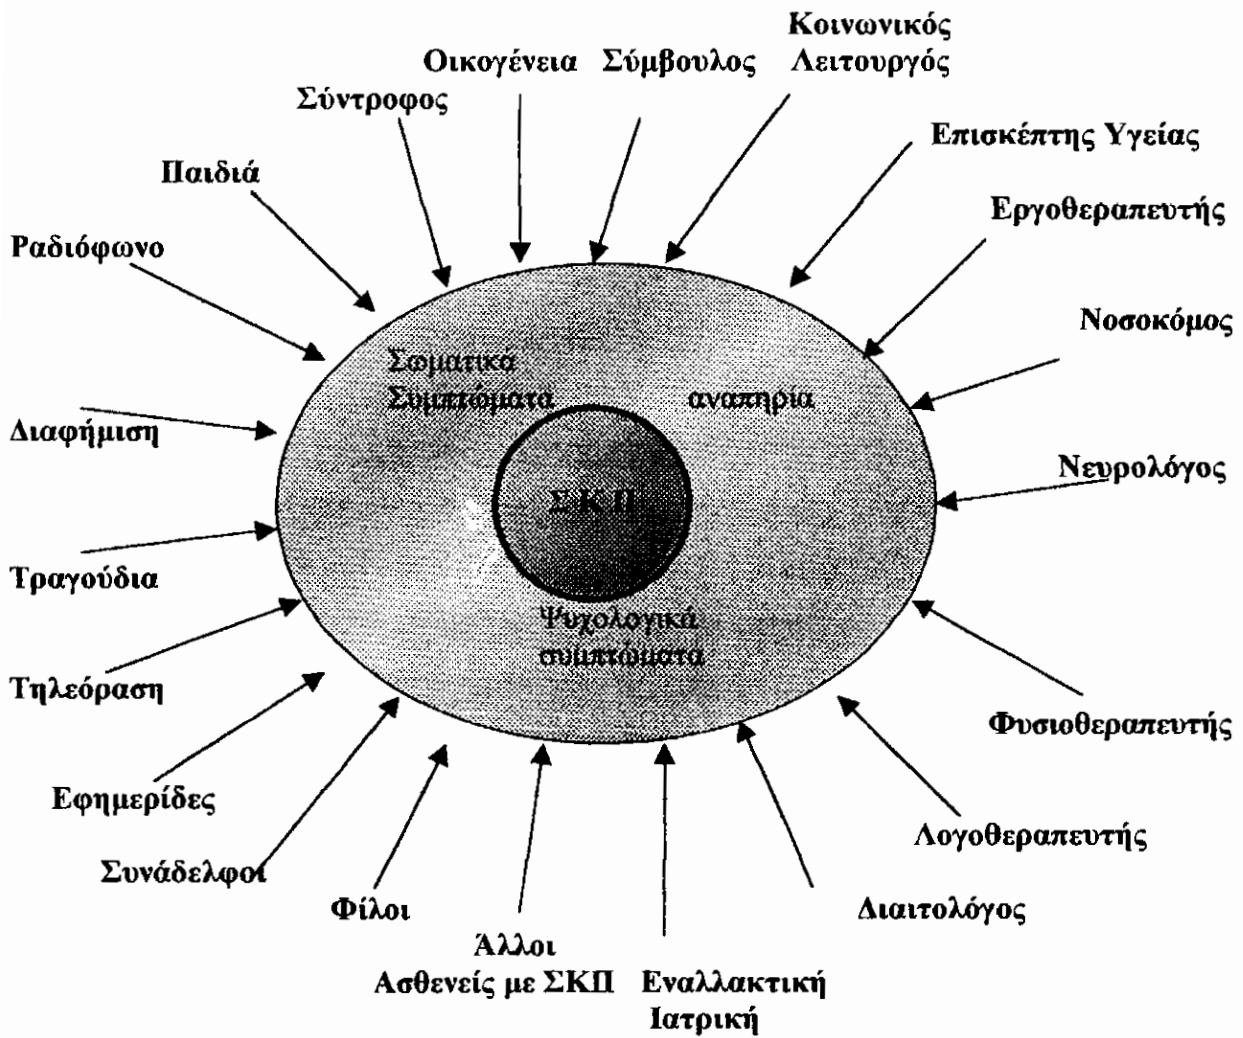 Κοινωνικός
Οικογένεια Σύμβουλος Λειτουργός
Σύντροφος
Επισκέπτης Υγείας
Παιδιά
Εργοθεραπευτής
Ραδιόφωνο
Νοσοκόμος
Σωματικά
Συμπτώματα αναπηρία
Διαφήμιση
Νευρολόγος
Σ Κ Π
Τραγούδια
Ψυχολογικά
συμπτώματα
Τηλεόραση
Φυσιοθεραπευτής
Εφημερίδες
Λογοθεραπευτής
Συνάδελφοι
Φίλοι
Διαιτολόγος
Άλλοι
Ασθενείς με ΣΚΠ Εναλλακτική
Ιατρική